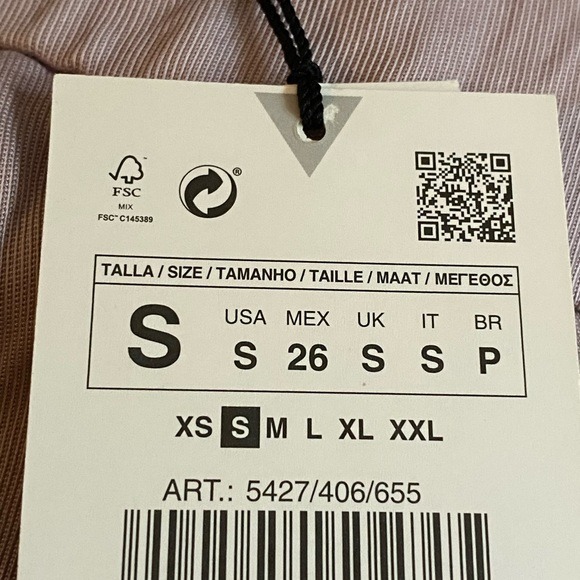 FSC™
MIX
FSC™ C145389
®
TALLA / SIZE / TAMANHO / TAILLE / MAAT / ΜΕΓΕΘΟΣ
S
USA MEX UK IT BR
S 26 S S P
XS S M L XL XXL
ART.: 5427/406/655